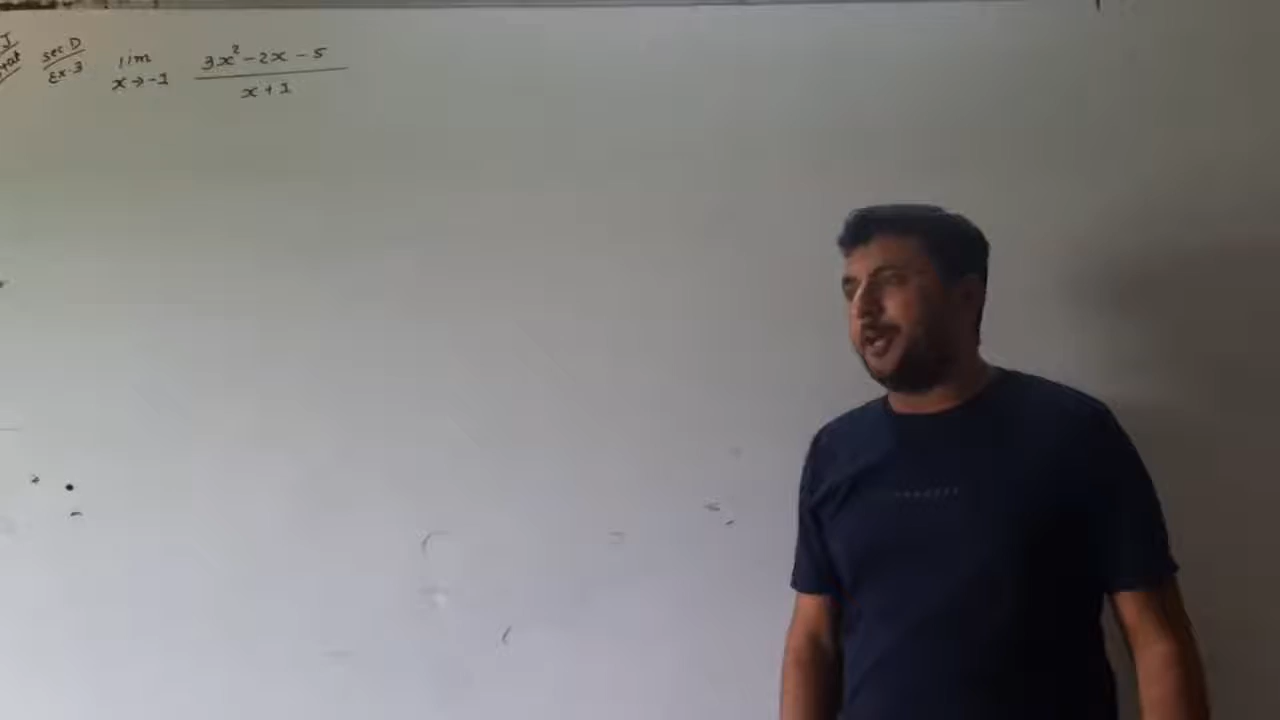 sec D
Ex.3
lim
x→-1
3x²-2x-5
x+1